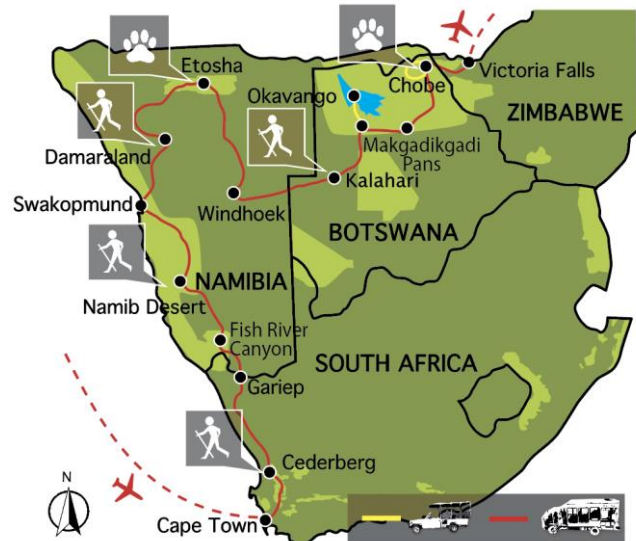 Etosha
Okavango
Chobe
Victoria Falls
ZIMBABWE
Damaraland
Makgadikgadi
Pans
Kalahari
Swakopmund
Windhoek
BOTSWANA
NAMIBIA
Namib Desert
Fish River
Canyon
SOUTH AFRICA
Gariep
Cederberg
N
Cape Town